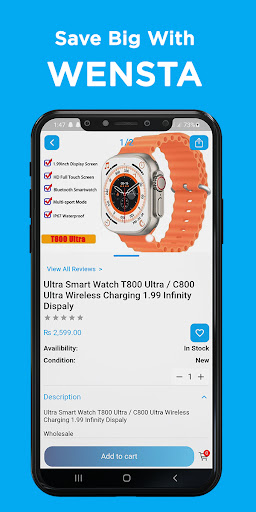 Save Big With
WENSTA
1:47
73%
1/2
1.99Inch Display Screen
HD Full Touch Screen
Bluetooth Smartwatch
Multi-sport Mode
IP67 Waterproof
T800 Ultra
View All Reviews >
Ultra Smart Watch T800 Ultra / C800
Ultra Wireless Charging 1.99 Infinity
Dispaly
Rs 2,599.00
Availibility: In Stock
Condition: New
− 1 +
Description
Ultra Smart Watch T800 Ultra / C800 Ultra Wireless
Charging 1.99 Infinity Dispaly
Wholesale
Add to cart
0